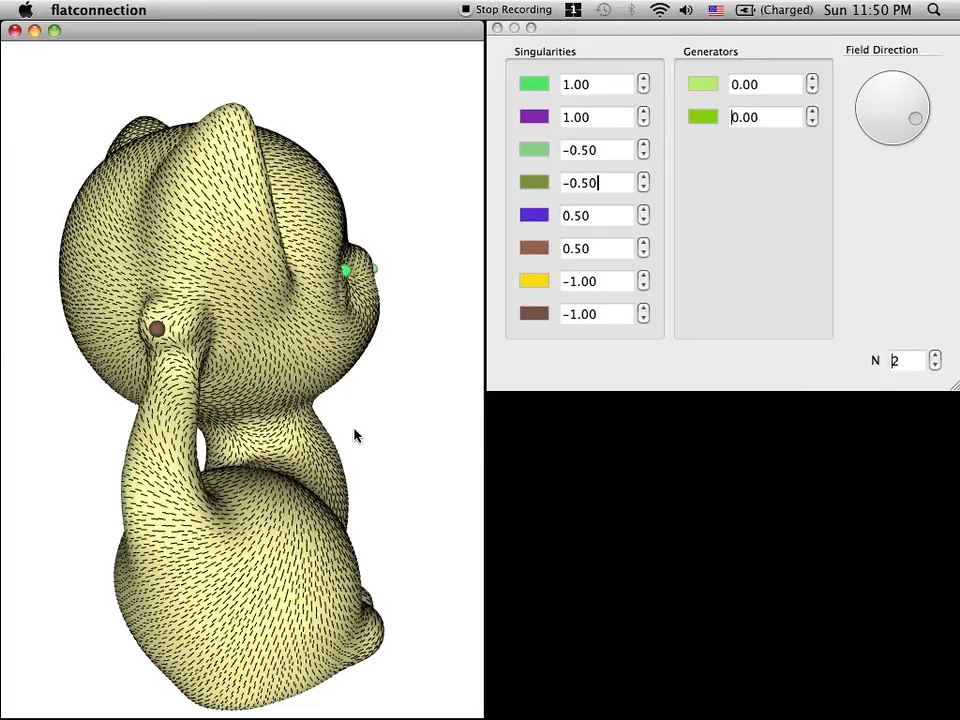 flatconnection Stop Recording 1 (Charged) Sun 11:50 PM
Singularities Generators Field Direction
1.00 0.00
1.00 0.00
-0.50
-0.50
0.50
0.50
-1.00
-1.00
N 2